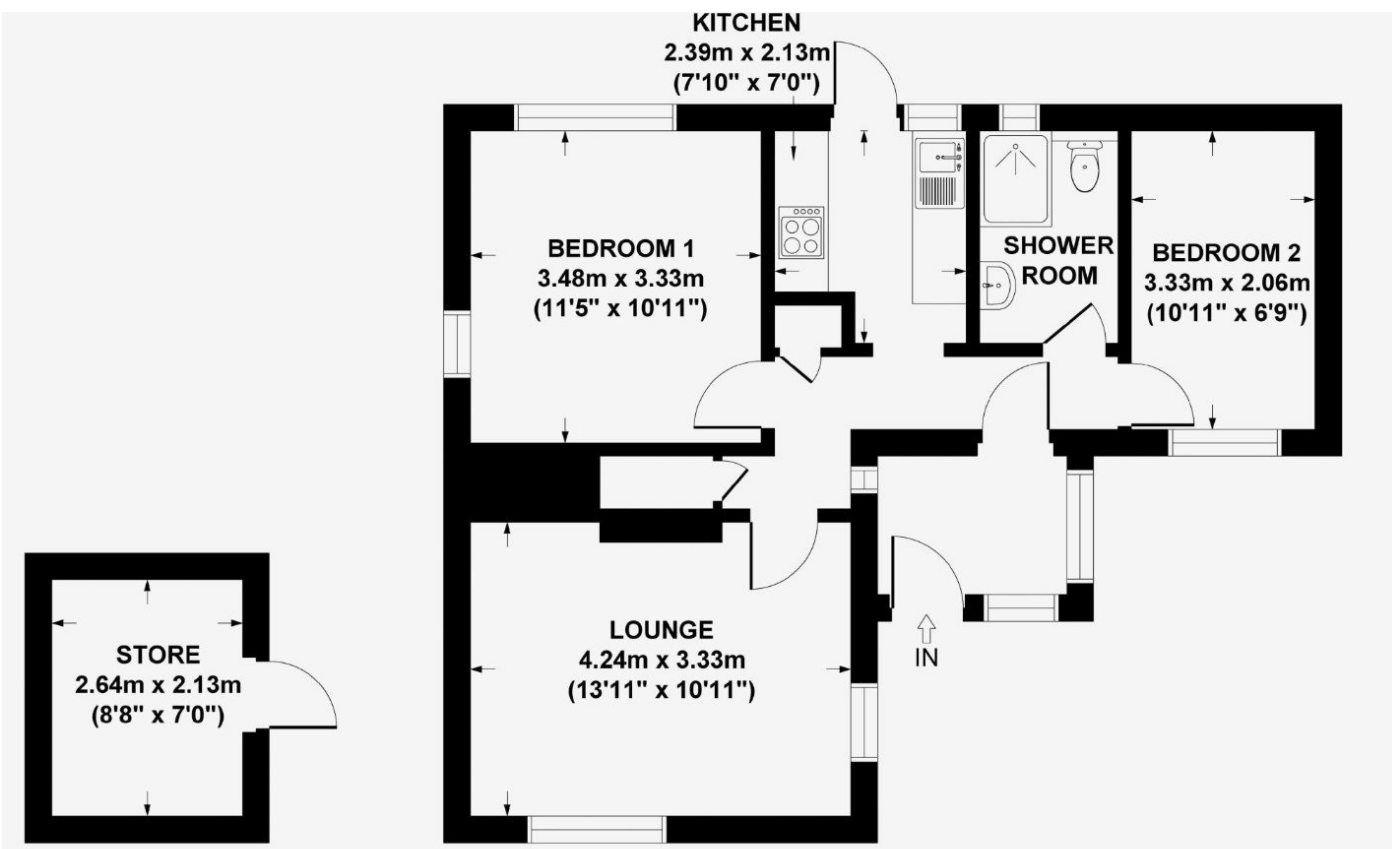 KITCHEN
2.39m x 2.13m
(7'10" x 7'0")
BEDROOM 1
3.48m x 3.33m
(11'5" x 10'11")
SHOWER
ROOM
BEDROOM 2
3.33m x 2.06m
(10'11" x 6'9")
LOUNGE
4.24m x 3.33m
(13'11" x 10'11")
IN
STORE
2.64m x 2.13m
(8'8" x 7'0")